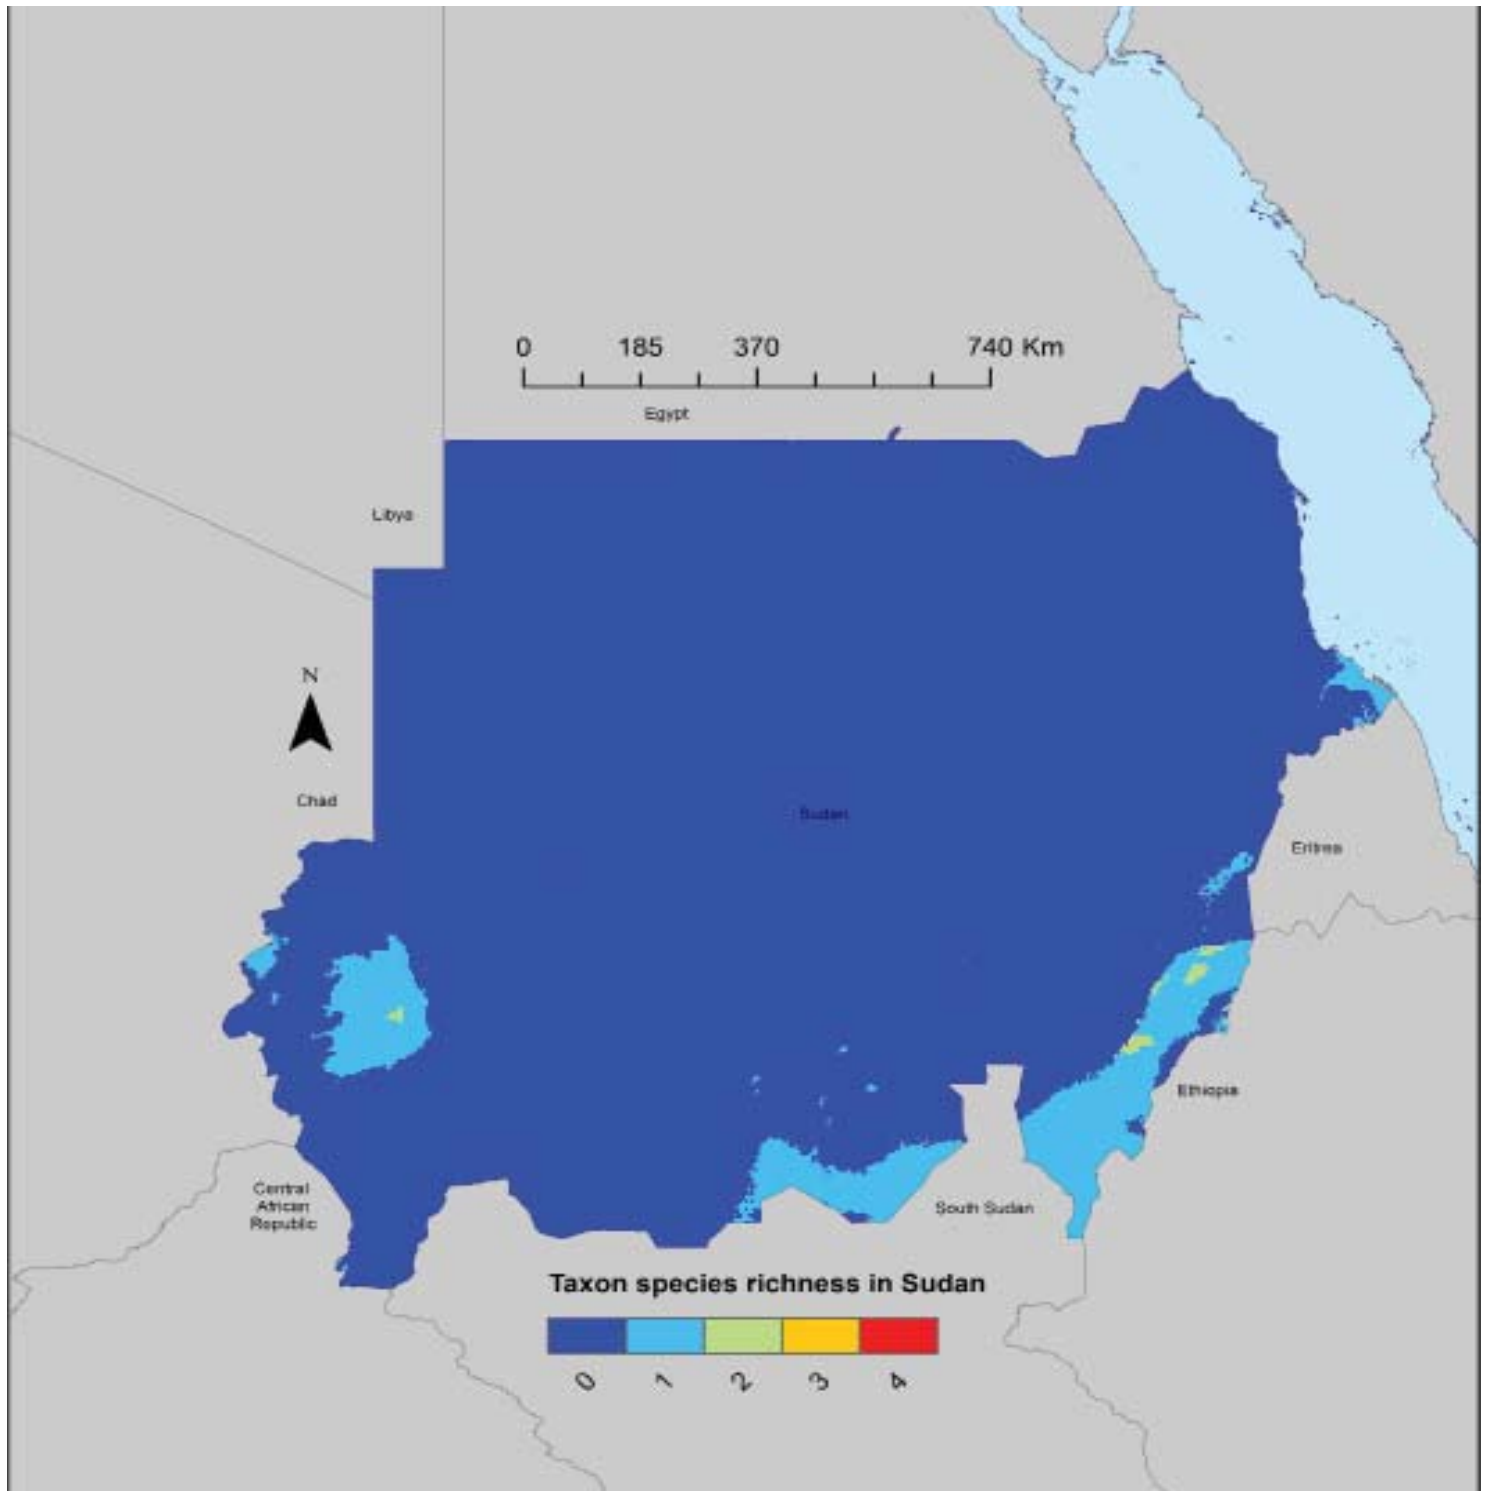 0 185 370 740 Km
Egypt
Libya
N
Chad
Sudan
Eritrea
Ethiopia
Central
African
Republic
South Sudan
Taxon species richness in Sudan
0 1 2 3 4